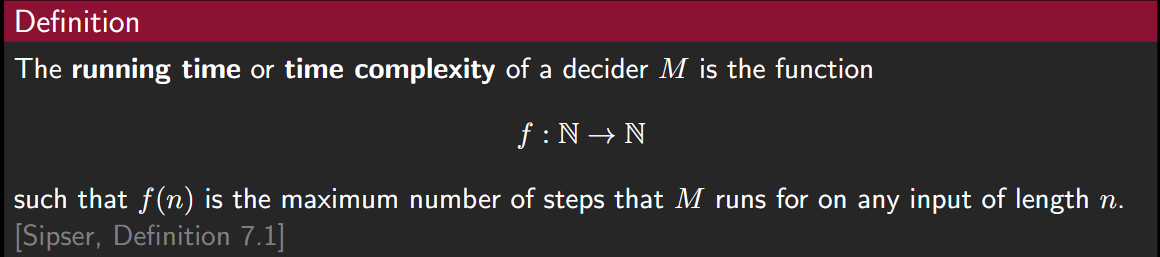 Definition
The running time or time complexity of a decider M is the function
f : ℕ → ℕ
such that f(n) is the maximum number of steps that M runs for on any input of length n.
[Sipser, Definition 7.1]